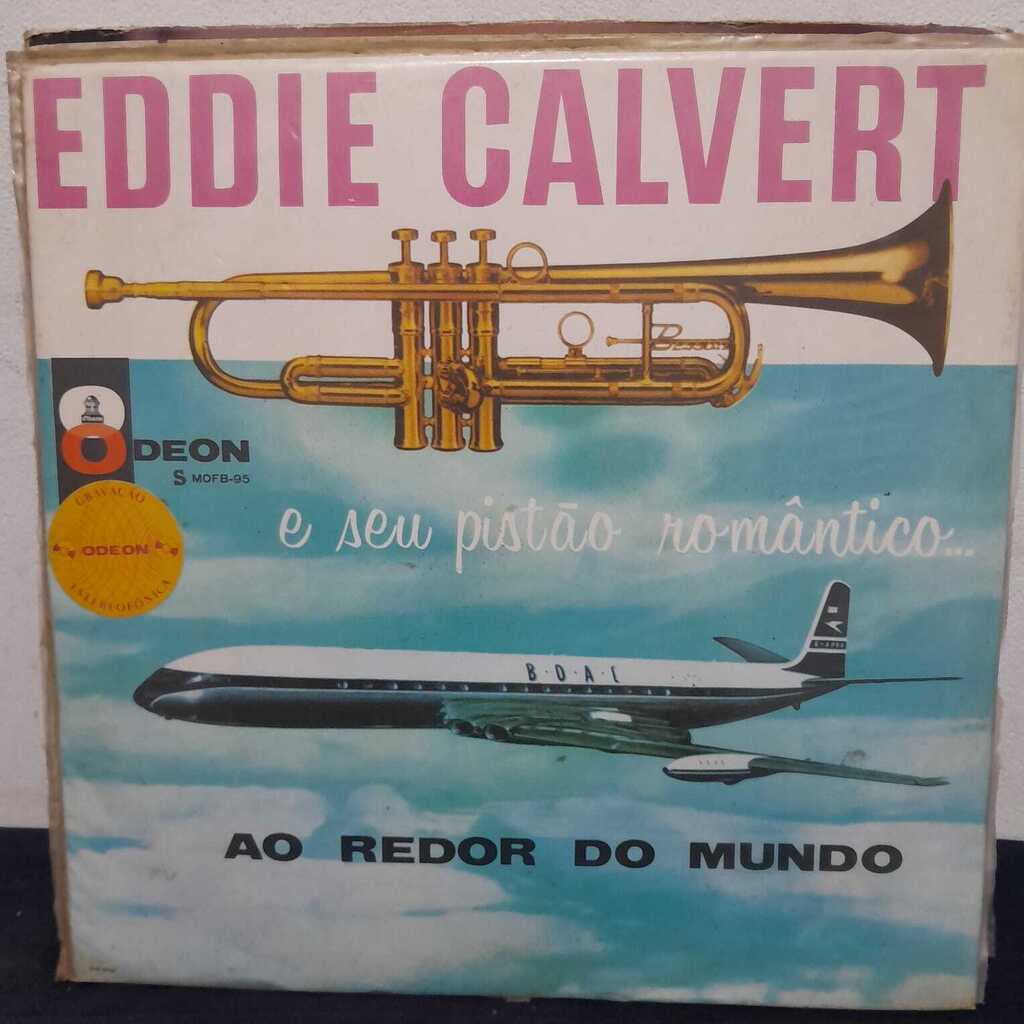 EDDIE CALVERT
ODEON
S MOFB-95
GRAVAÇÃO
ODEON
ESTEREOFÔNICA
e seu pistão romântico...
B·O·A·C
AO REDOR DO MUNDO